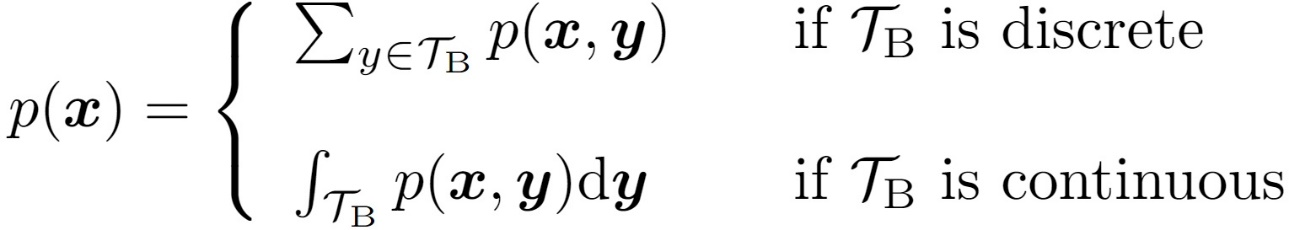 p(𝒙) = { ∑_{y∈𝒯_B} p(𝒙, 𝒚) if 𝒯_B is discrete
∫_{𝒯_B} p(𝒙, 𝒚)d𝒚 if 𝒯_B is continuous